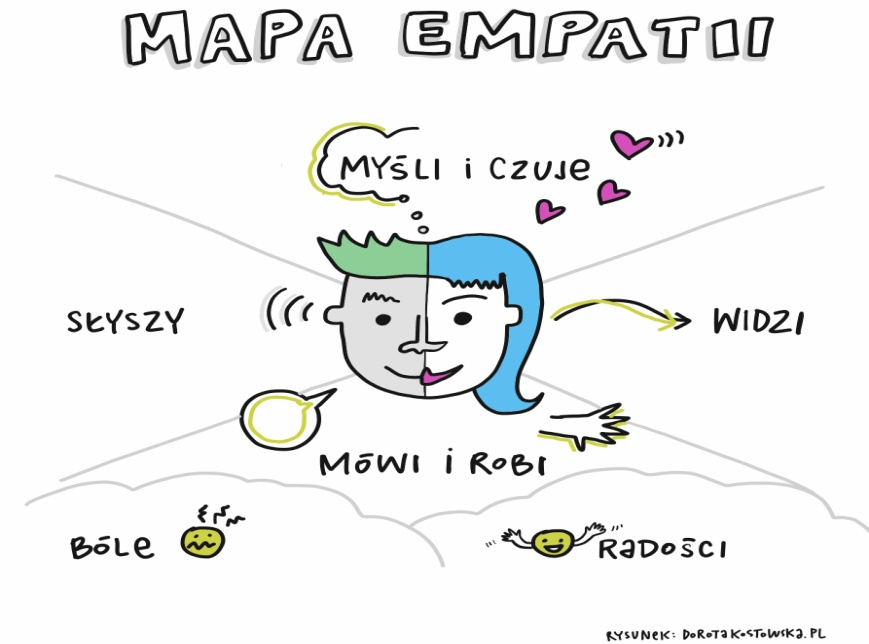 MAPA EMPATII
MYŚLI i CZUJE
SŁYSZY
WIDZI
MÓWI i ROBI
BÓLE
RADOŚCI
RYSUNEK: DOROTAKOSTOWSKA.PL